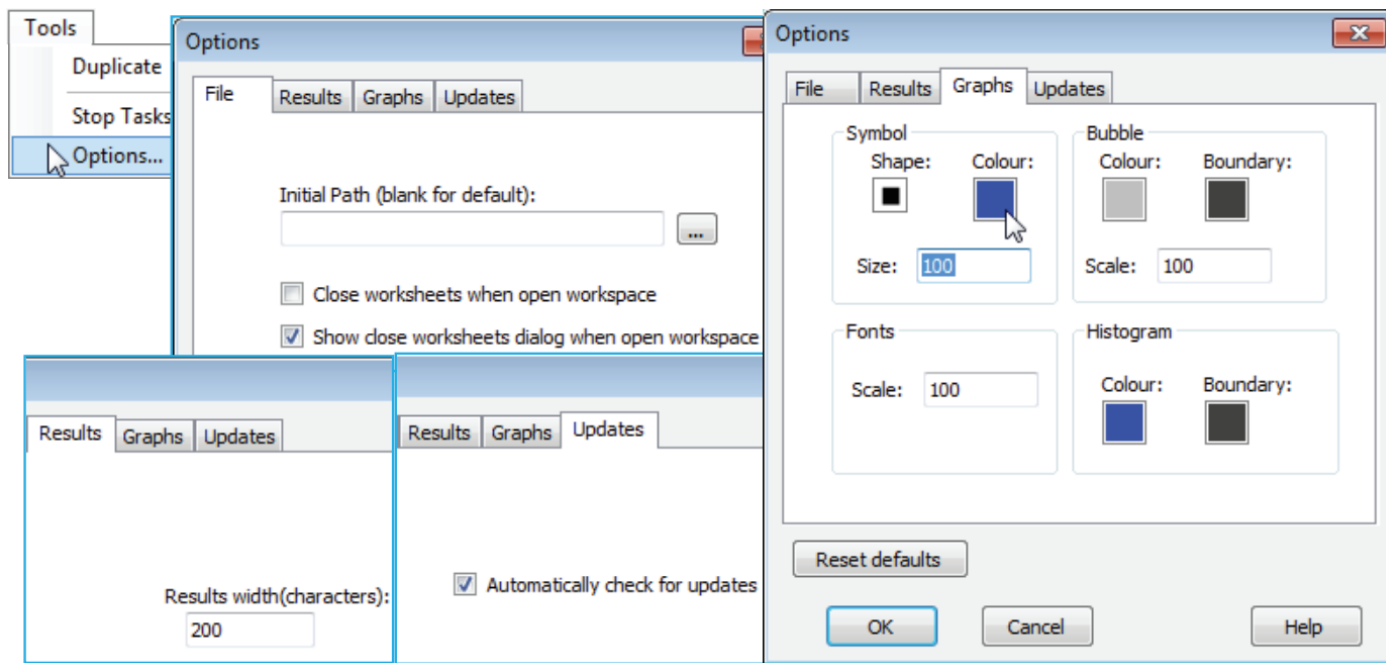 Tools
Duplicate
Stop Tasks
Options...
Options
File Results Graphs Updates
Initial Path (blank for default):
...
Close worksheets when open workspace
Show close worksheets dialog when open workspace
Results Graphs Updates
Results width(characters):
200
Results Graphs Updates
Automatically check for updates
Options
File Results Graphs Updates
Symbol
Shape: Colour:
Size: 100
Bubble
Colour: Boundary:
Scale: 100
Fonts
Scale: 100
Histogram
Colour: Boundary:
Reset defaults
OK Cancel Help